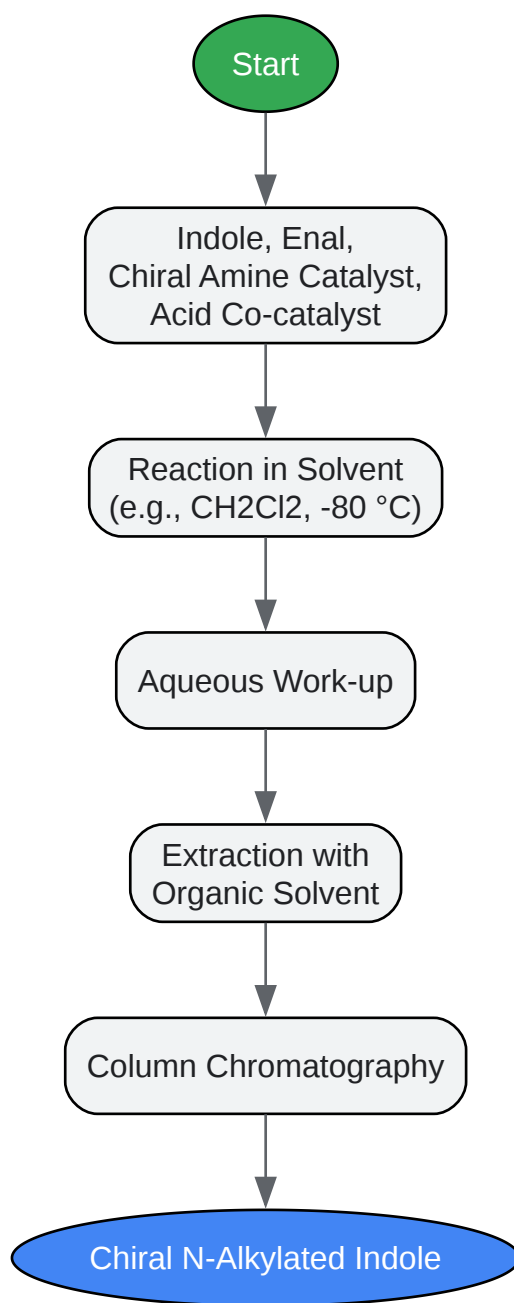 Start
Indole, Enal,
Chiral Amine Catalyst,
Acid Co-catalyst
Reaction in Solvent
(e.g., CH2Cl2, -80 °C)
Aqueous Work-up
Extraction with
Organic Solvent
Column Chromatography
Chiral N-Alkylated Indole